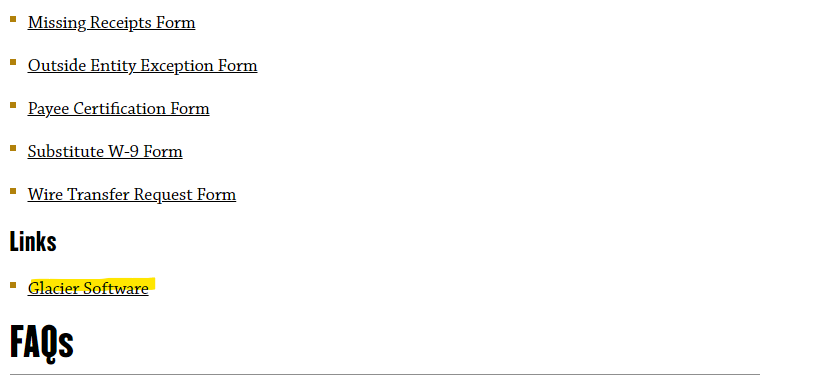 Missing Receipts Form
Outside Entity Exception Form
Payee Certification Form
Substitute W-9 Form
Wire Transfer Request Form
Links
Glacier Software
FAQs